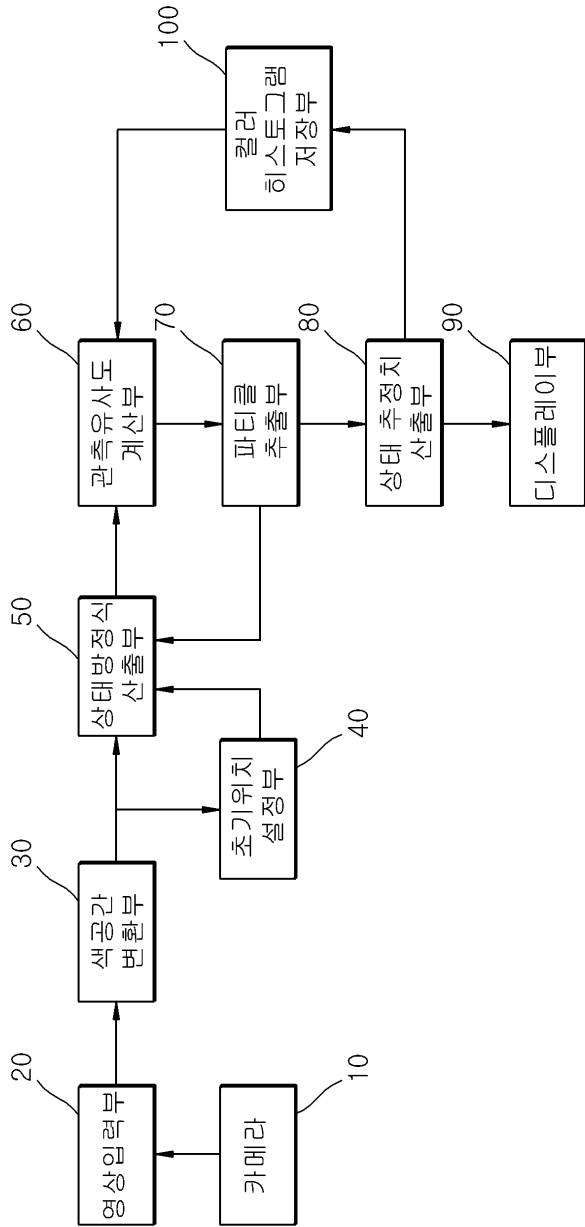 20
영상입력부
10
카메라
30
색공간
변환부
40
초기위치
설정부
50
상태방정식
산출부
60
관측유사도
계산부
70
파티클
추출부
80
상태 추정치
산출부
90
디스플레이부
100
컬러
히스토그램
저장부